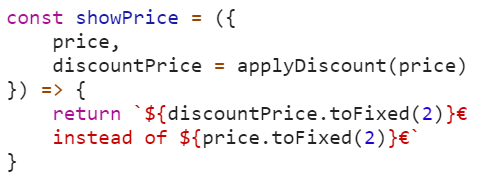 const showPrice = ({
    price,
    discountPrice = applyDiscount(price)
}) => {
    return `${discountPrice.toFixed(2)}€
    instead of ${price.toFixed(2)}€`
}